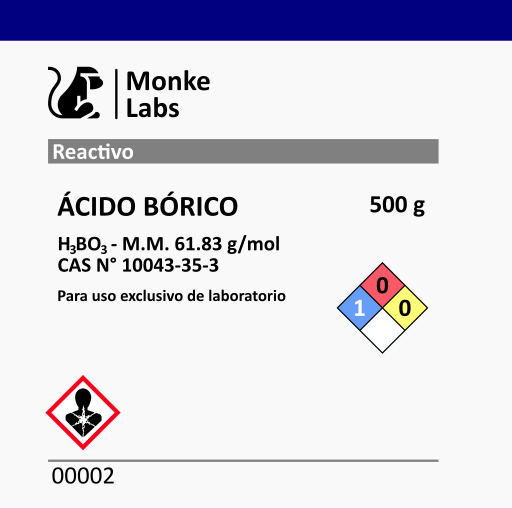 Monke
Labs
Reactivo
ÁCIDO BÓRICO
500 g
H₃BO₃ - M.M. 61.83 g/mol
CAS N° 10043-35-3
Para uso exclusivo de laboratorio
0
1
0
00002